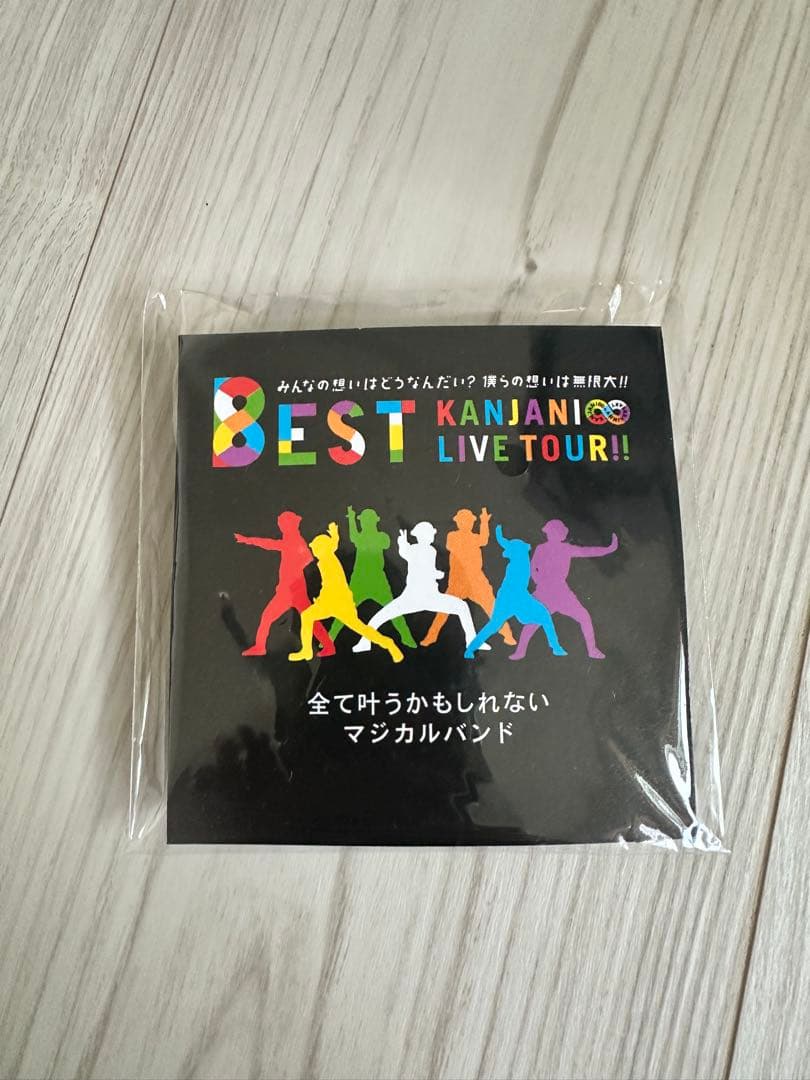 みんなの想いはどうなんだい? 僕らの想いは無限大!!
8EST KANJANI∞
LIVE TOUR!!
全て叶うかもしれない
マジカルバンド